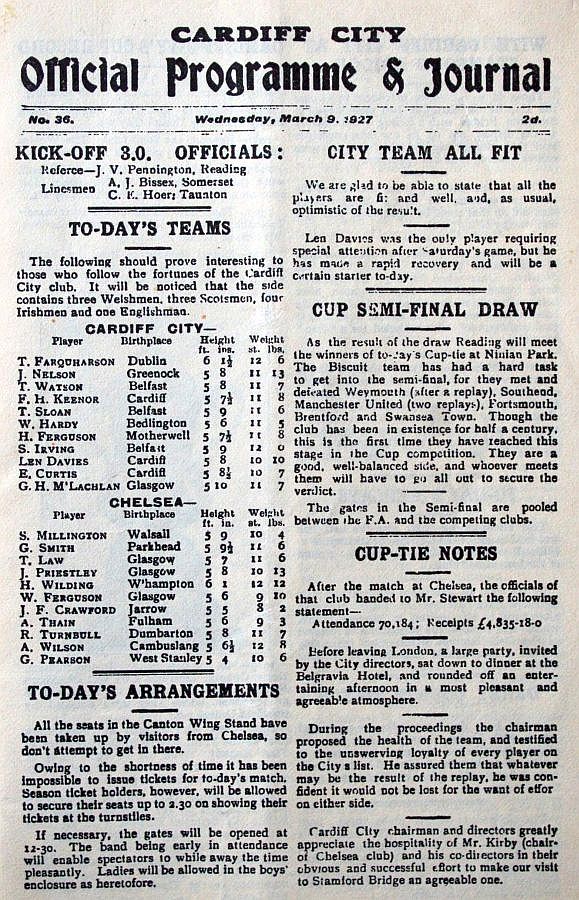 CARDIFF CITY
Official Programme & Journal
No. 36. Wednesday, March 9. 1927 2d.
KICK-OFF 3.0. OFFICIALS:
Referee—J. V. Pennington, Reading
Linesmen A. J. Bissex, Somerset
C. E. Hoer, Taunton
TO-DAY'S TEAMS
The following should prove interesting to
those who follow the fortunes of the Cardiff
City club. It will be noticed that the side
contains three Welshmen, three Scotsmen, four
Irishmen and one Englishman.
CARDIFF CITY—
Player Birthplace Height Weight
ft. ins. st. lbs.
T. FARQUHARSON Dublin 6 1½ 12 6
J. NELSON Greenock 5 8 11 13
T. WATSON Belfast 5 8 11 7
F. H. KEENOR Cardiff 5 7½ 11 8
T. SLOAN Belfast 5 9 11 6
W. HARDY Bedlington 5 6 11 5
H. FERGUSON Motherwell 5 7½ 11 8
S. IRVING Belfast 5 9 12 0
LEN DAVIES Cardiff 5 8 10 10
E. CURTIS Cardiff 5 8½ 10 7
G. H. M'LACHLAN Glasgow 5 10 11 7
CHELSEA—
Player Birthplace Height Weight
ft. in. st. lbs.
S. MILLINGTON Walsall 5 9 10 4
G. SMITH Parkhead 5 9½ 11 6
T. LAW Glasgow 5 7 11 6
J. PRIESTLEY Glasgow 5 8 10 13
H. WILDING W'hampton 6 1 12 12
W. FERGUSON Glasgow 5 6 9 10
J. F. CRAWFORD Jarrow 5 5 8 2
A. THAIN Fulham 5 6 9 3
R. TURNBULL Dumbarton 5 8 11 7
A. WILSON Cambuslang 5 6½ 12 8
G. PEARSON West Stanley 5 4 10 6
TO-DAY'S ARRANGEMENTS
All the seats in the Canton Wing Stand have
been taken up by visitors from Chelsea, so
don't attempt to get in there.
Owing to the shortness of time it has been
impossible to issue tickets for to-day's match.
Season ticket holders, however, will be allowed
to secure their seats up to 2.30 on showing their
tickets at the turnstiles.
If necessary, the gates will be opened at
12-30. The band being early in attendance
will enable spectators to while away the time
pleasantly. Ladies will be allowed in the boys'
enclosure as heretofore.
CITY TEAM ALL FIT
We are glad to be able to state that all the
players are fit and well, and, as usual,
optimistic of the result.
Len Davies was the only player requiring
special attention after Saturday's game, but he
has made a rapid recovery and will be a
certain starter to-day.
CUP SEMI-FINAL DRAW
As the result of the draw Reading will meet
the winners of to-day's Cup-tie at Ninian Park.
The Biscuit team has had a hard task
to get into the semi-final, for they met and
defeated Weymouth (after a replay), Southend,
Manchester United (two replays), Portsmouth,
Brentford and Swansea Town. Though the
club has been in existence for half a century,
this is the first time they have reached this
stage in the Cup competition. They are a
good, well-balanced side, and whoever meets
them will have to go all out to secure the
verdict.
The gates in the Semi-final are pooled
between the F.A. and the competing clubs.
CUP-TIE NOTES
After the match at Chelsea, the officials of
that club handed to Mr. Stewart the following
statement—
Attendance 70,184; Receipts £4,835-18-0
Before leaving London, a large party, invited
by the City directors, sat down to dinner at the
Belgravia Hotel, and rounded off an enter-
taining afternoon in a most pleasant and
agreeable atmosphere.
During the proceedings the chairman
proposed the health of the team, and testified
to the unswerving loyalty of every player on
the City s list. He assured them that whatever
may be the result of the replay, he was con-
fident it would not be lost for the want of effor
on either side.
Cardiff City chairman and directors greatly
appreciate the hospitality of Mr. Kirby (chair-
of Chelsea club) and his co-directors in their
obvious and successful effort to make our visit
to Stamford Bridge an agreeable one.